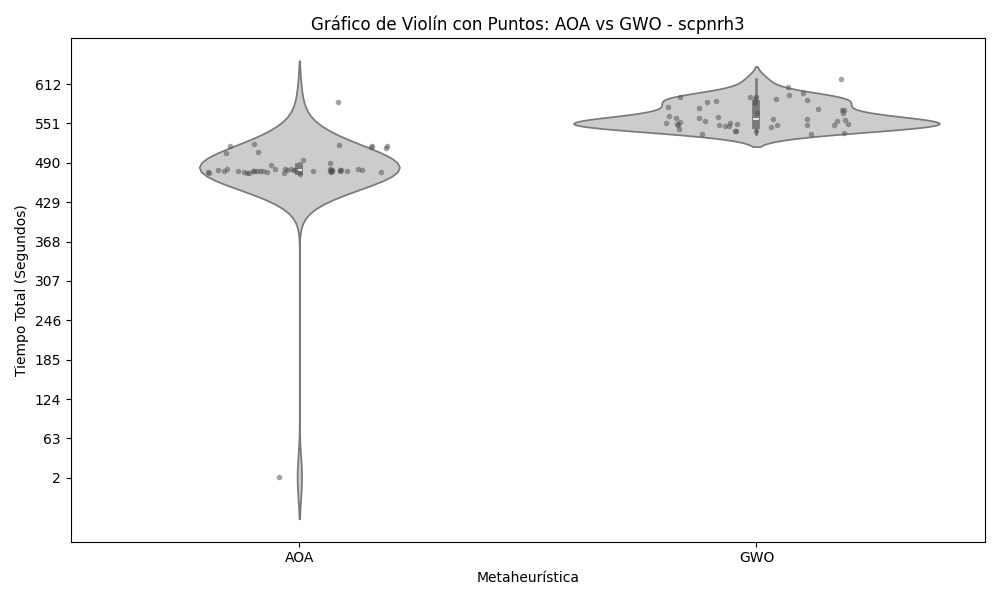 Gráfico de Violín con Puntos: AOA vs GWO - scpnrh3
Tiempo Total (Segundos)
612
551
490
429
368
307
246
185
124
63
2
AOA GWO
Metaheurística